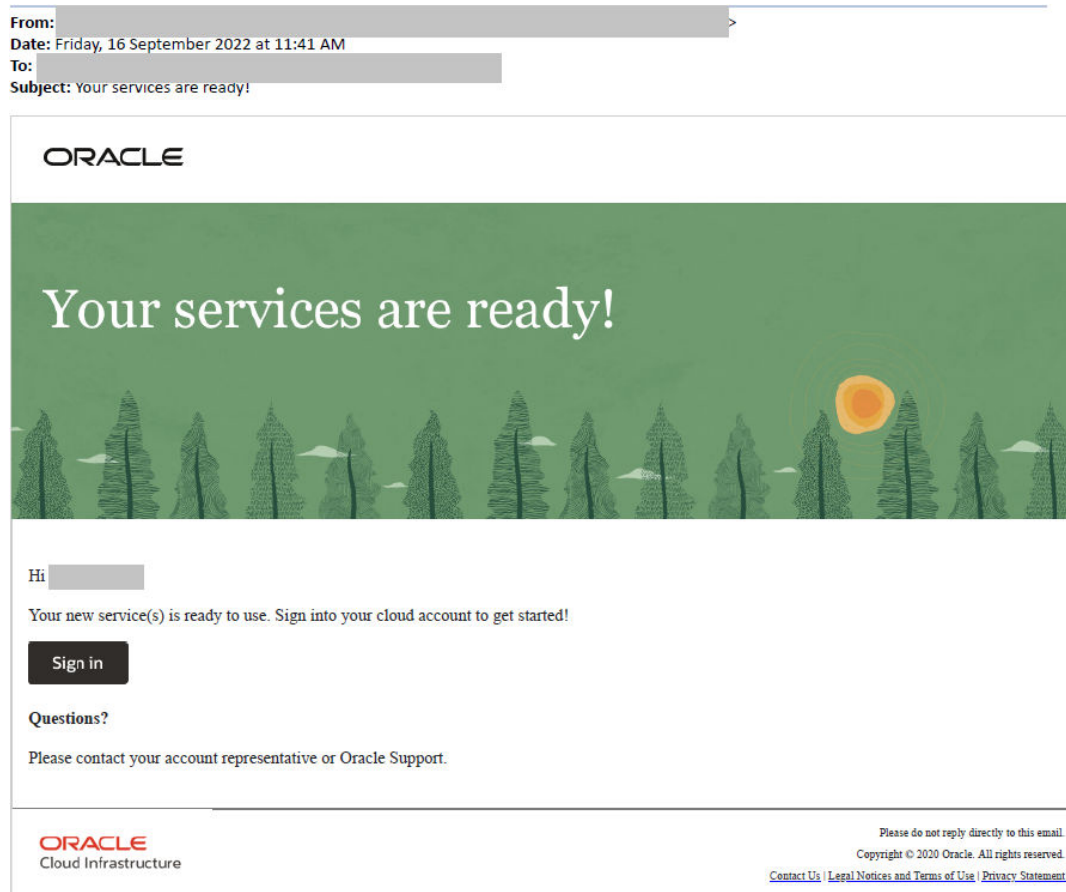 From: >
Date: Friday, 16 September 2022 at 11:41 AM
To:
Subject: Your services are ready!
ORACLE
Your services are ready!
Hi
Your new service(s) is ready to use. Sign into your cloud account to get started!
Sign in
Questions?
Please contact your account representative or Oracle Support.
ORACLE
Cloud Infrastructure
Please do not reply directly to this email.
Copyright © 2020 Oracle. All rights reserved.
Contact Us | Legal Notices and Terms of Use | Privacy Statement